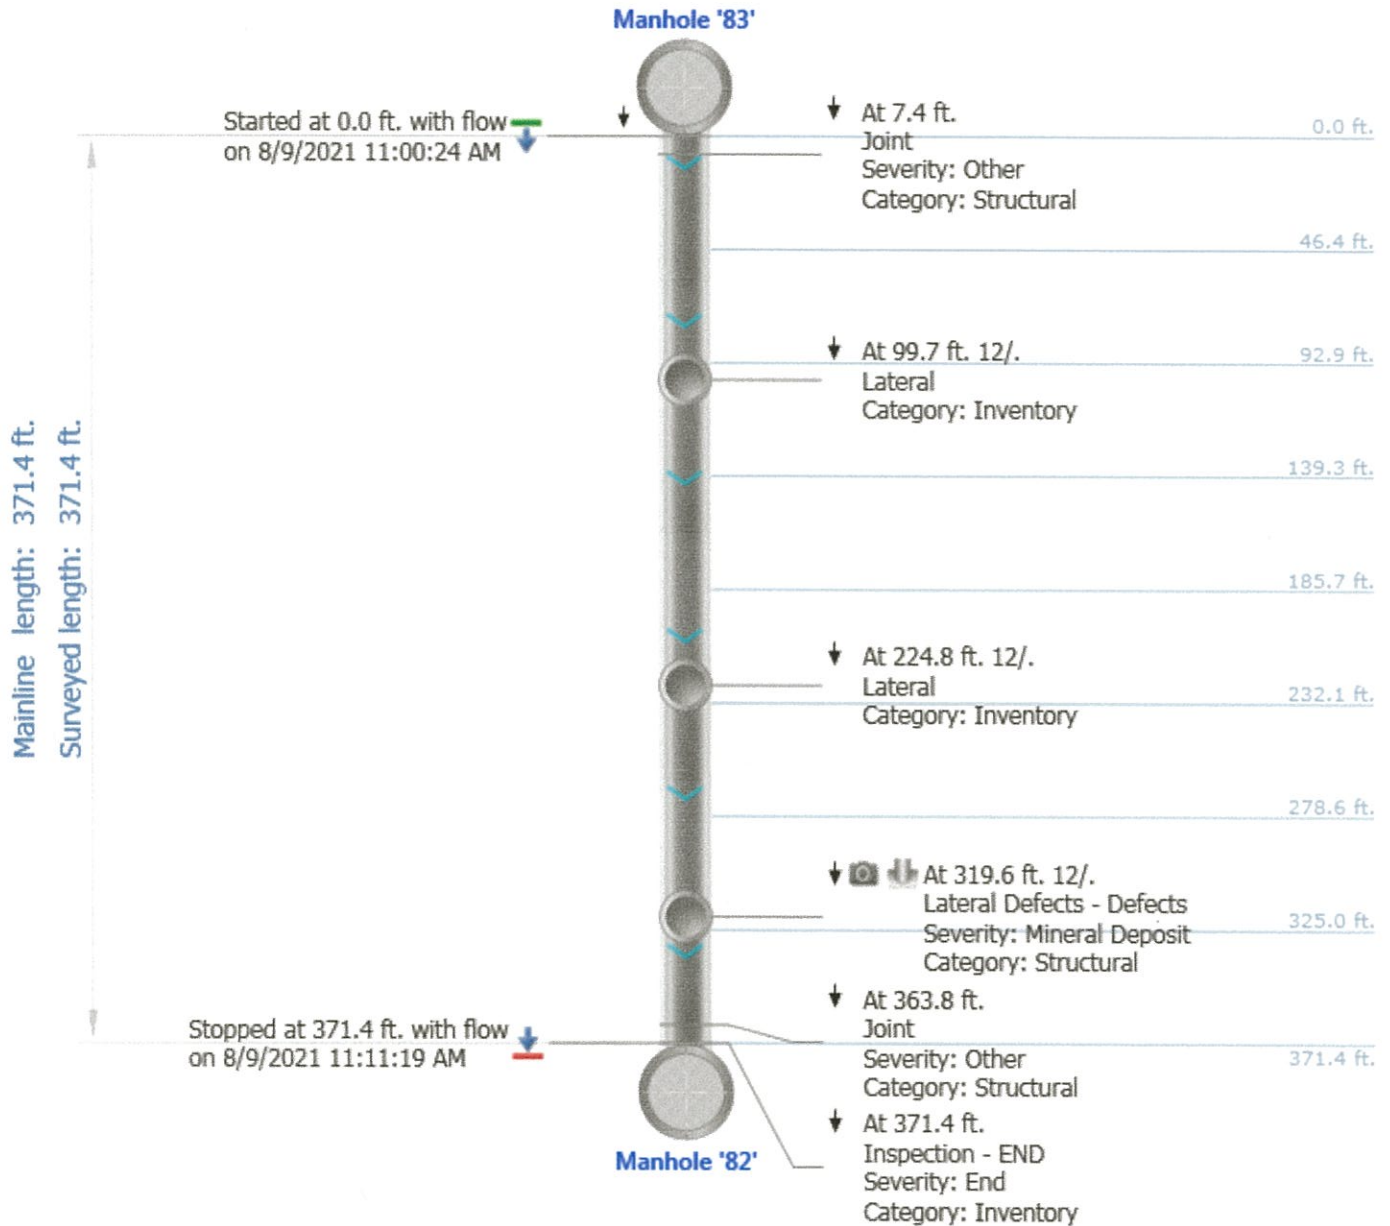 Manhole '83'
Started at 0.0 ft. with flow
on 8/9/2021 11:00:24 AM
At 7.4 ft.
Joint
Severity: Other
Category: Structural
0.0 ft.
46.4 ft.
At 99.7 ft. 12/.
Lateral
Category: Inventory
92.9 ft.
139.3 ft.
185.7 ft.
Mainline length: 371.4 ft.
Surveyed length: 371.4 ft.
At 224.8 ft. 12/.
Lateral
Category: Inventory
232.1 ft.
278.6 ft.
At 319.6 ft. 12/.
Lateral Defects - Defects
Severity: Mineral Deposit
Category: Structural
325.0 ft.
Stopped at 371.4 ft. with flow
on 8/9/2021 11:11:19 AM
At 363.8 ft.
Joint
Severity: Other
Category: Structural
371.4 ft.
At 371.4 ft.
Inspection - END
Severity: End
Category: Inventory
Manhole '82'